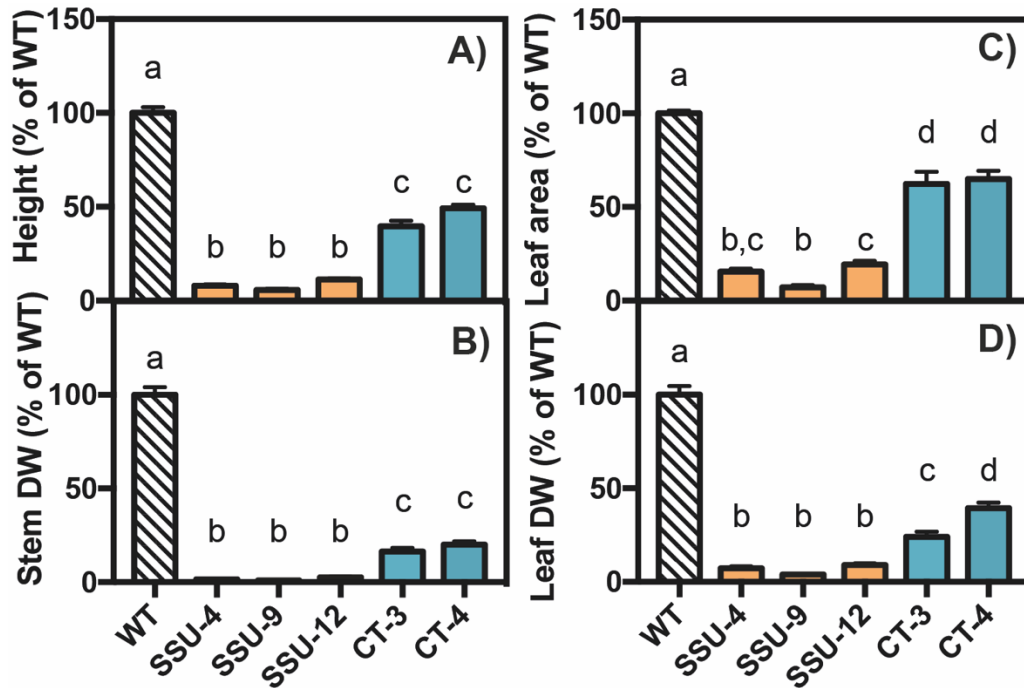 Height (% of WT)
150
100
50
0
A)
a
b
b
b
c
c
Leaf area (% of WT)
150
100
50
0
C)
a
b,c
b
c
d
d
Stem DW (% of WT)
100
50
0
B)
a
b
b
b
c
c
WT
SSU-4
SSU-9
SSU-12
CT-3
CT-4
Leaf DW (% of WT)
100
50
0
D)
a
b
b
b
c
d
WT
SSU-4
SSU-9
SSU-12
CT-3
CT-4